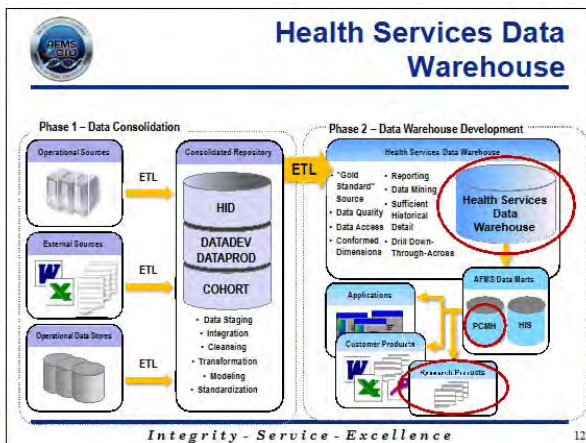 AFMS
CIO
Health Services Data
Warehouse
Phase 1 – Data Consolidation
Operational Sources
ETL
External Sources
ETL
Operational Data Stores
ETL
Consolidated Repository
HID
DATADEV
DATAPROD
COHORT
• Data Staging
• Integration
• Cleansing
• Transformation
• Modeling
• Standardization
ETL
Phase 2 – Data Warehouse Development
Health Services Data Warehouse
• "Gold
Standard"
Source
• Data Quality
• Data Access
• Conformed
Dimensions
• Reporting
• Data Mining
• Sufficient
Historical
Detail
• Drill Down-
Through-Across
Health Services
Data
Warehouse
AFMS Data Marts
PCMH
HIS
Applications
Customer Products
Research Products
Integrity - Service - Excellence
12